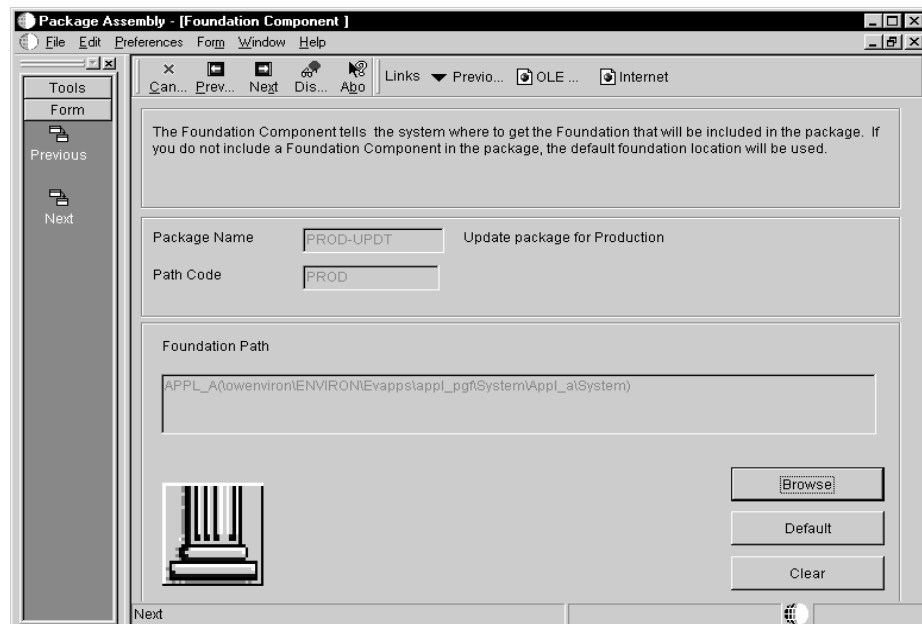 Package Assembly - [Foundation Component ]
File Edit Preferences Form Window Help
Tools
Form
Previous
Next
Can... Prev... Next Dis... Abo Links Previo... OLE ... Internet
The Foundation Component tells the system where to get the Foundation that will be included in the package. If
you do not include a Foundation Component in the package, the default foundation location will be used.
Package Name PROD-UPDT Update package for Production
Path Code PROD
Foundation Path
APPL_A(\owenviron\ENVIRON\Evapps\appl_pgf\System\Appl_a\System)
Browse
Default
Clear
Next